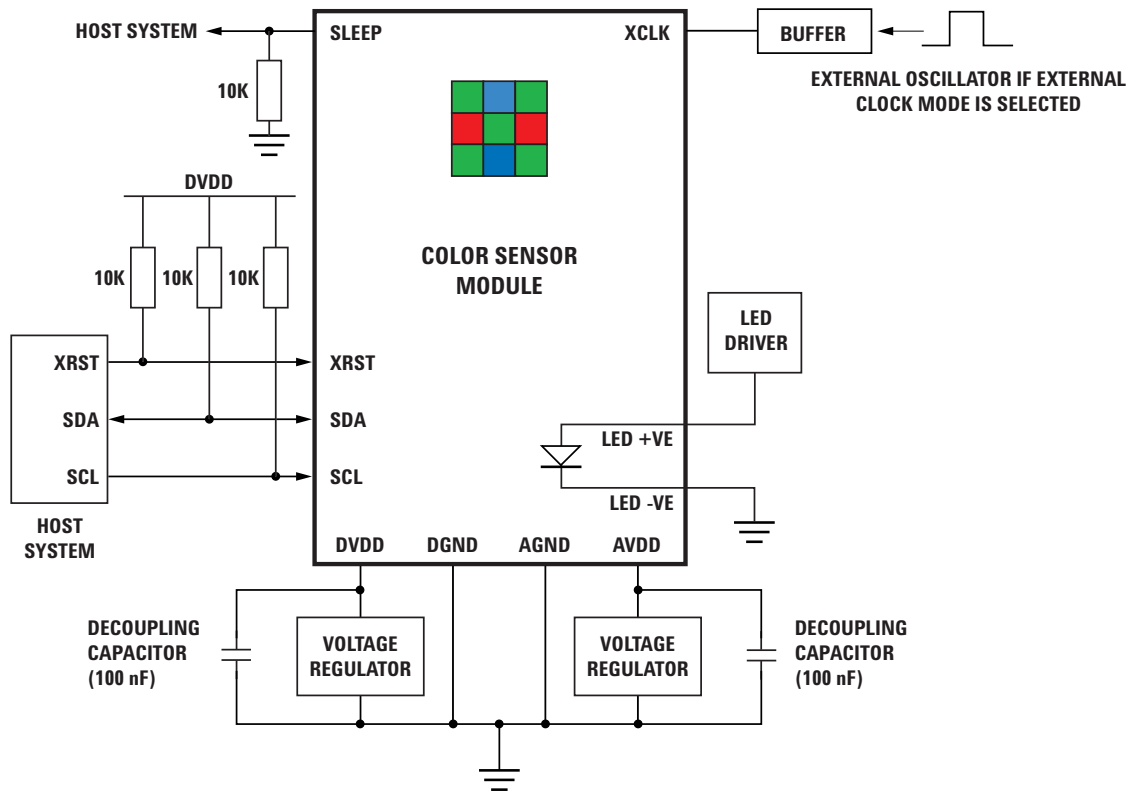 HOST SYSTEM
SLEEP
XCLK
BUFFER
10K
EXTERNAL OSCILLATOR IF EXTERNAL
CLOCK MODE IS SELECTED
DVDD
10K
10K
10K
COLOR SENSOR
MODULE
LED
DRIVER
XRST
XRST
SDA
SDA
SCL
SCL
LED +VE
LED -VE
HOST
SYSTEM
DVDD
DGND
AGND
AVDD
DECOUPLING
CAPACITOR
(100 nF)
VOLTAGE
REGULATOR
VOLTAGE
REGULATOR
DECOUPLING
CAPACITOR
(100 nF)